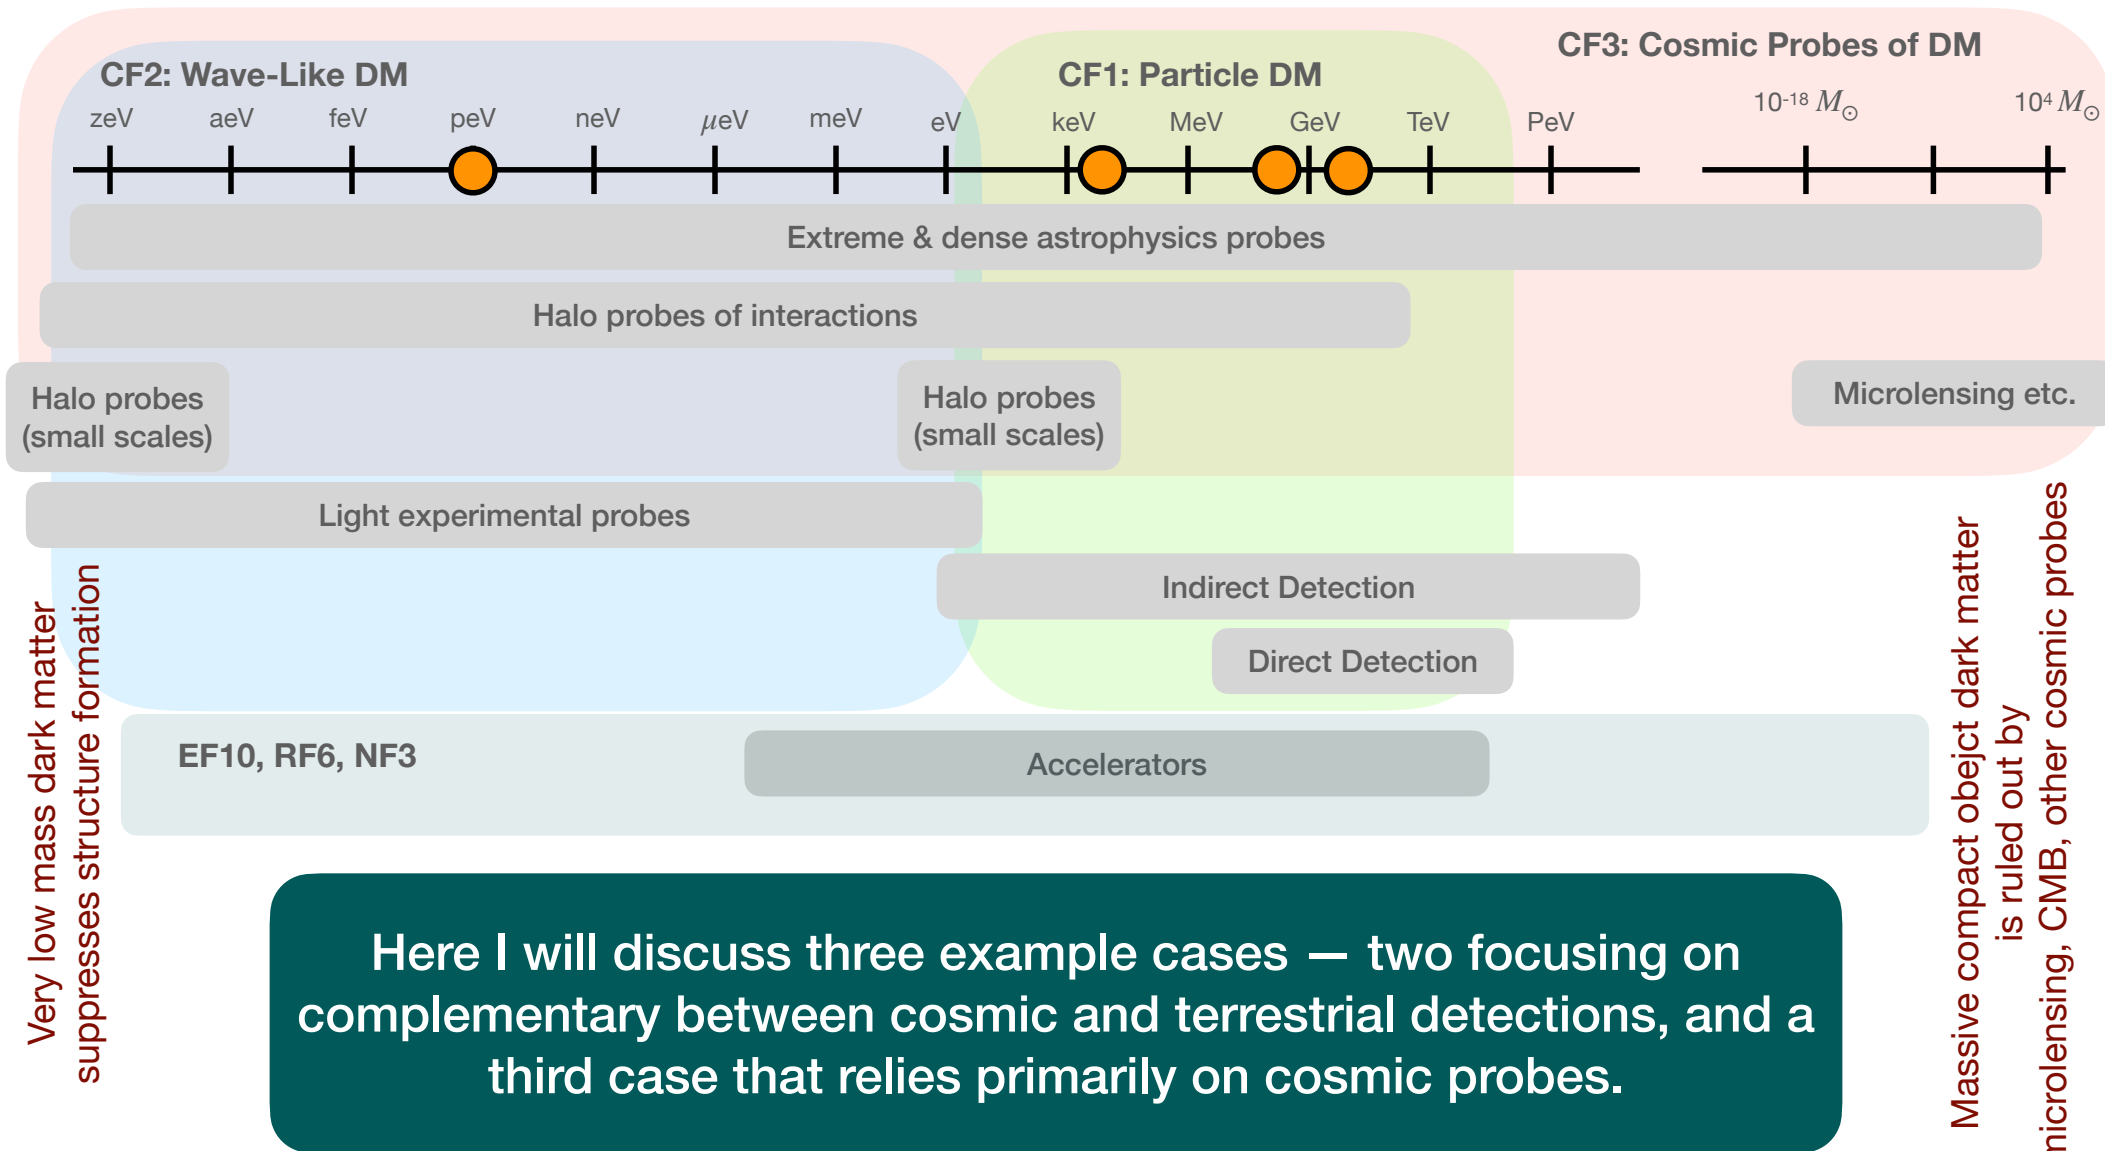 CF3: Cosmic Probes of DM
CF2: Wave-Like DM
CF1: Particle DM
zeV
aeV
feV
peV
neV
μeV
meV
eV
keV
MeV
GeV
TeV
PeV
10-18 M⊙
104 M⊙
Extreme & dense astrophysics probes
Halo probes of interactions
Halo probes
(small scales)
Halo probes
(small scales)
Microlensing etc.
Light experimental probes
Indirect Detection
Direct Detection
EF10, RF6, NF3
Accelerators
Very low mass dark matter
suppresses structure formation
Massive compact obejct dark matter
is ruled out by
microlensing, CMB, other cosmic probes
Here I will discuss three example cases — two focusing on
complementary between cosmic and terrestrial detections, and a
third case that relies primarily on cosmic probes.